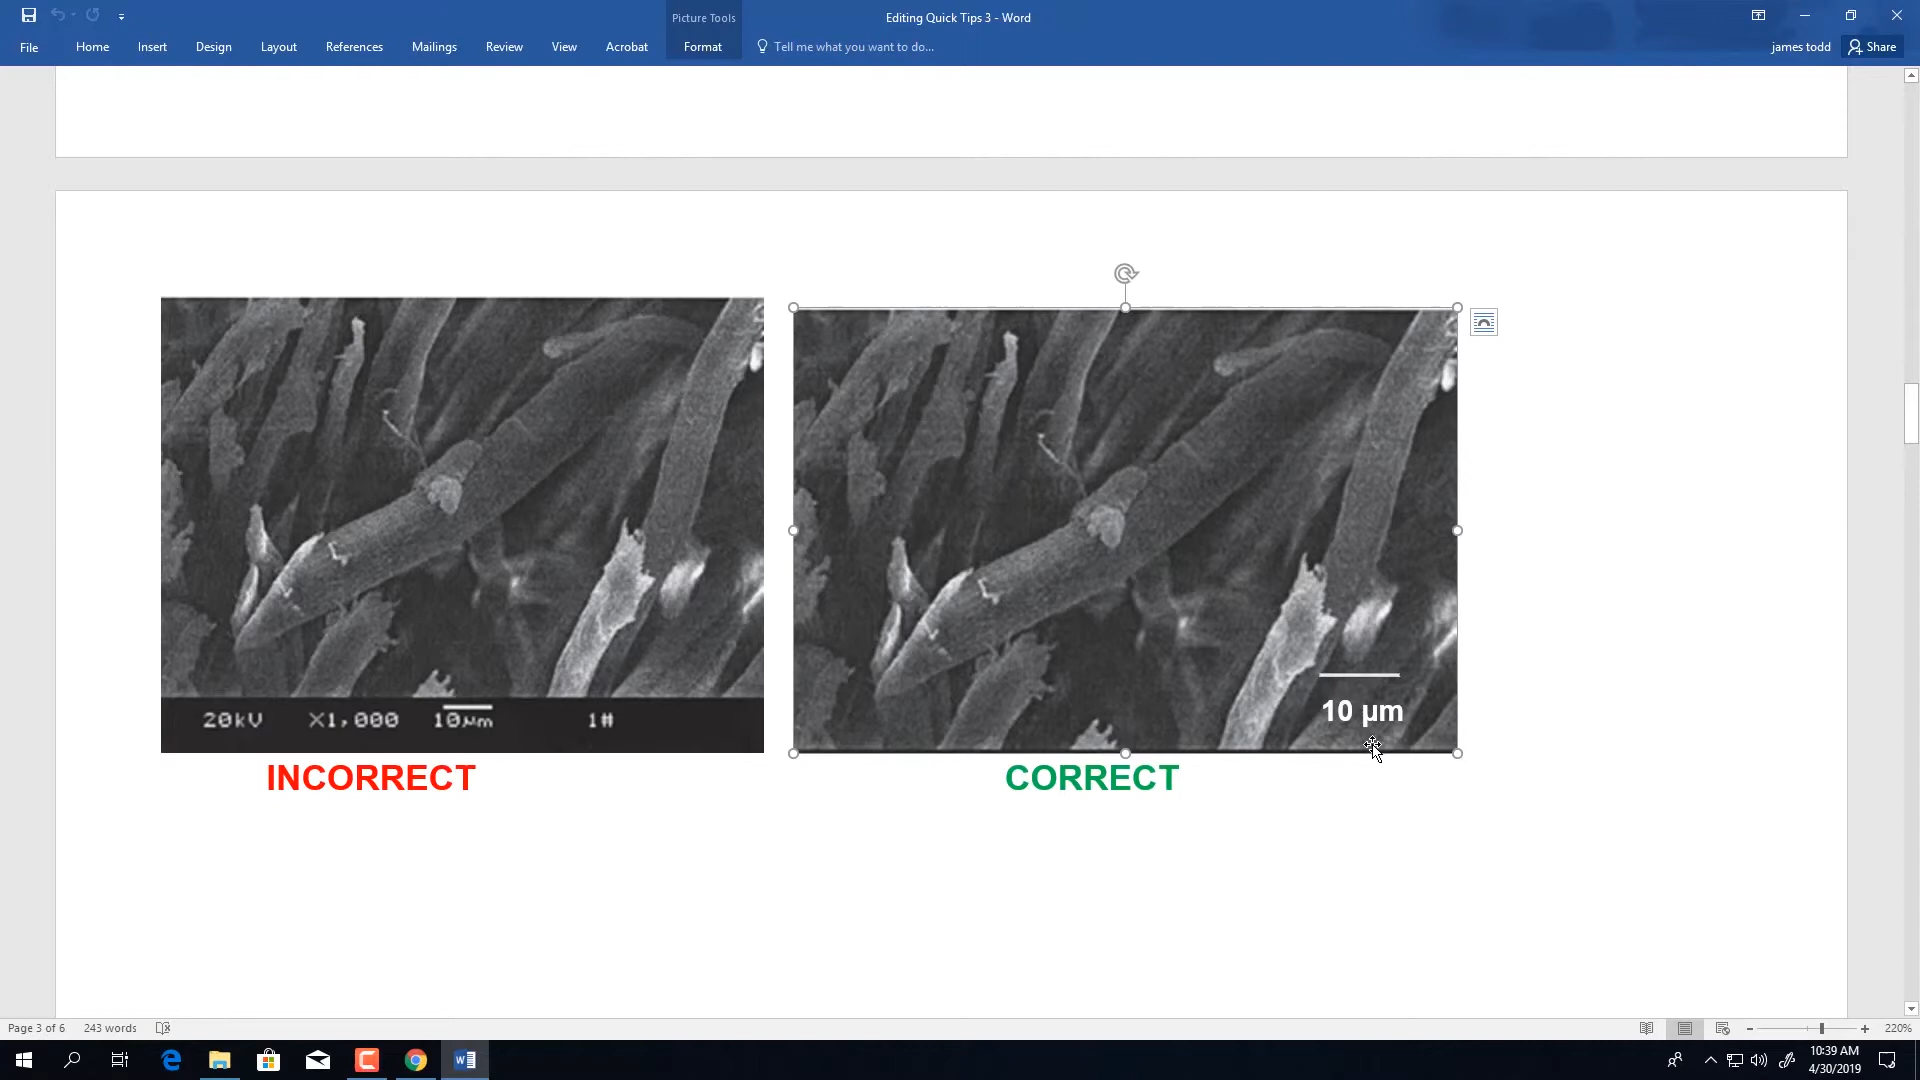 Picture Tools
Editing Quick Tips 3 - Word
File Home Insert Design Layout References Mailings Review View Acrobat Format Tell me what you want to do... james todd Share
20kV X1,000 10μm 1#
10 μm
INCORRECT
CORRECT
Page 3 of 6 243 words 220%
10:39 AM
4/30/2019